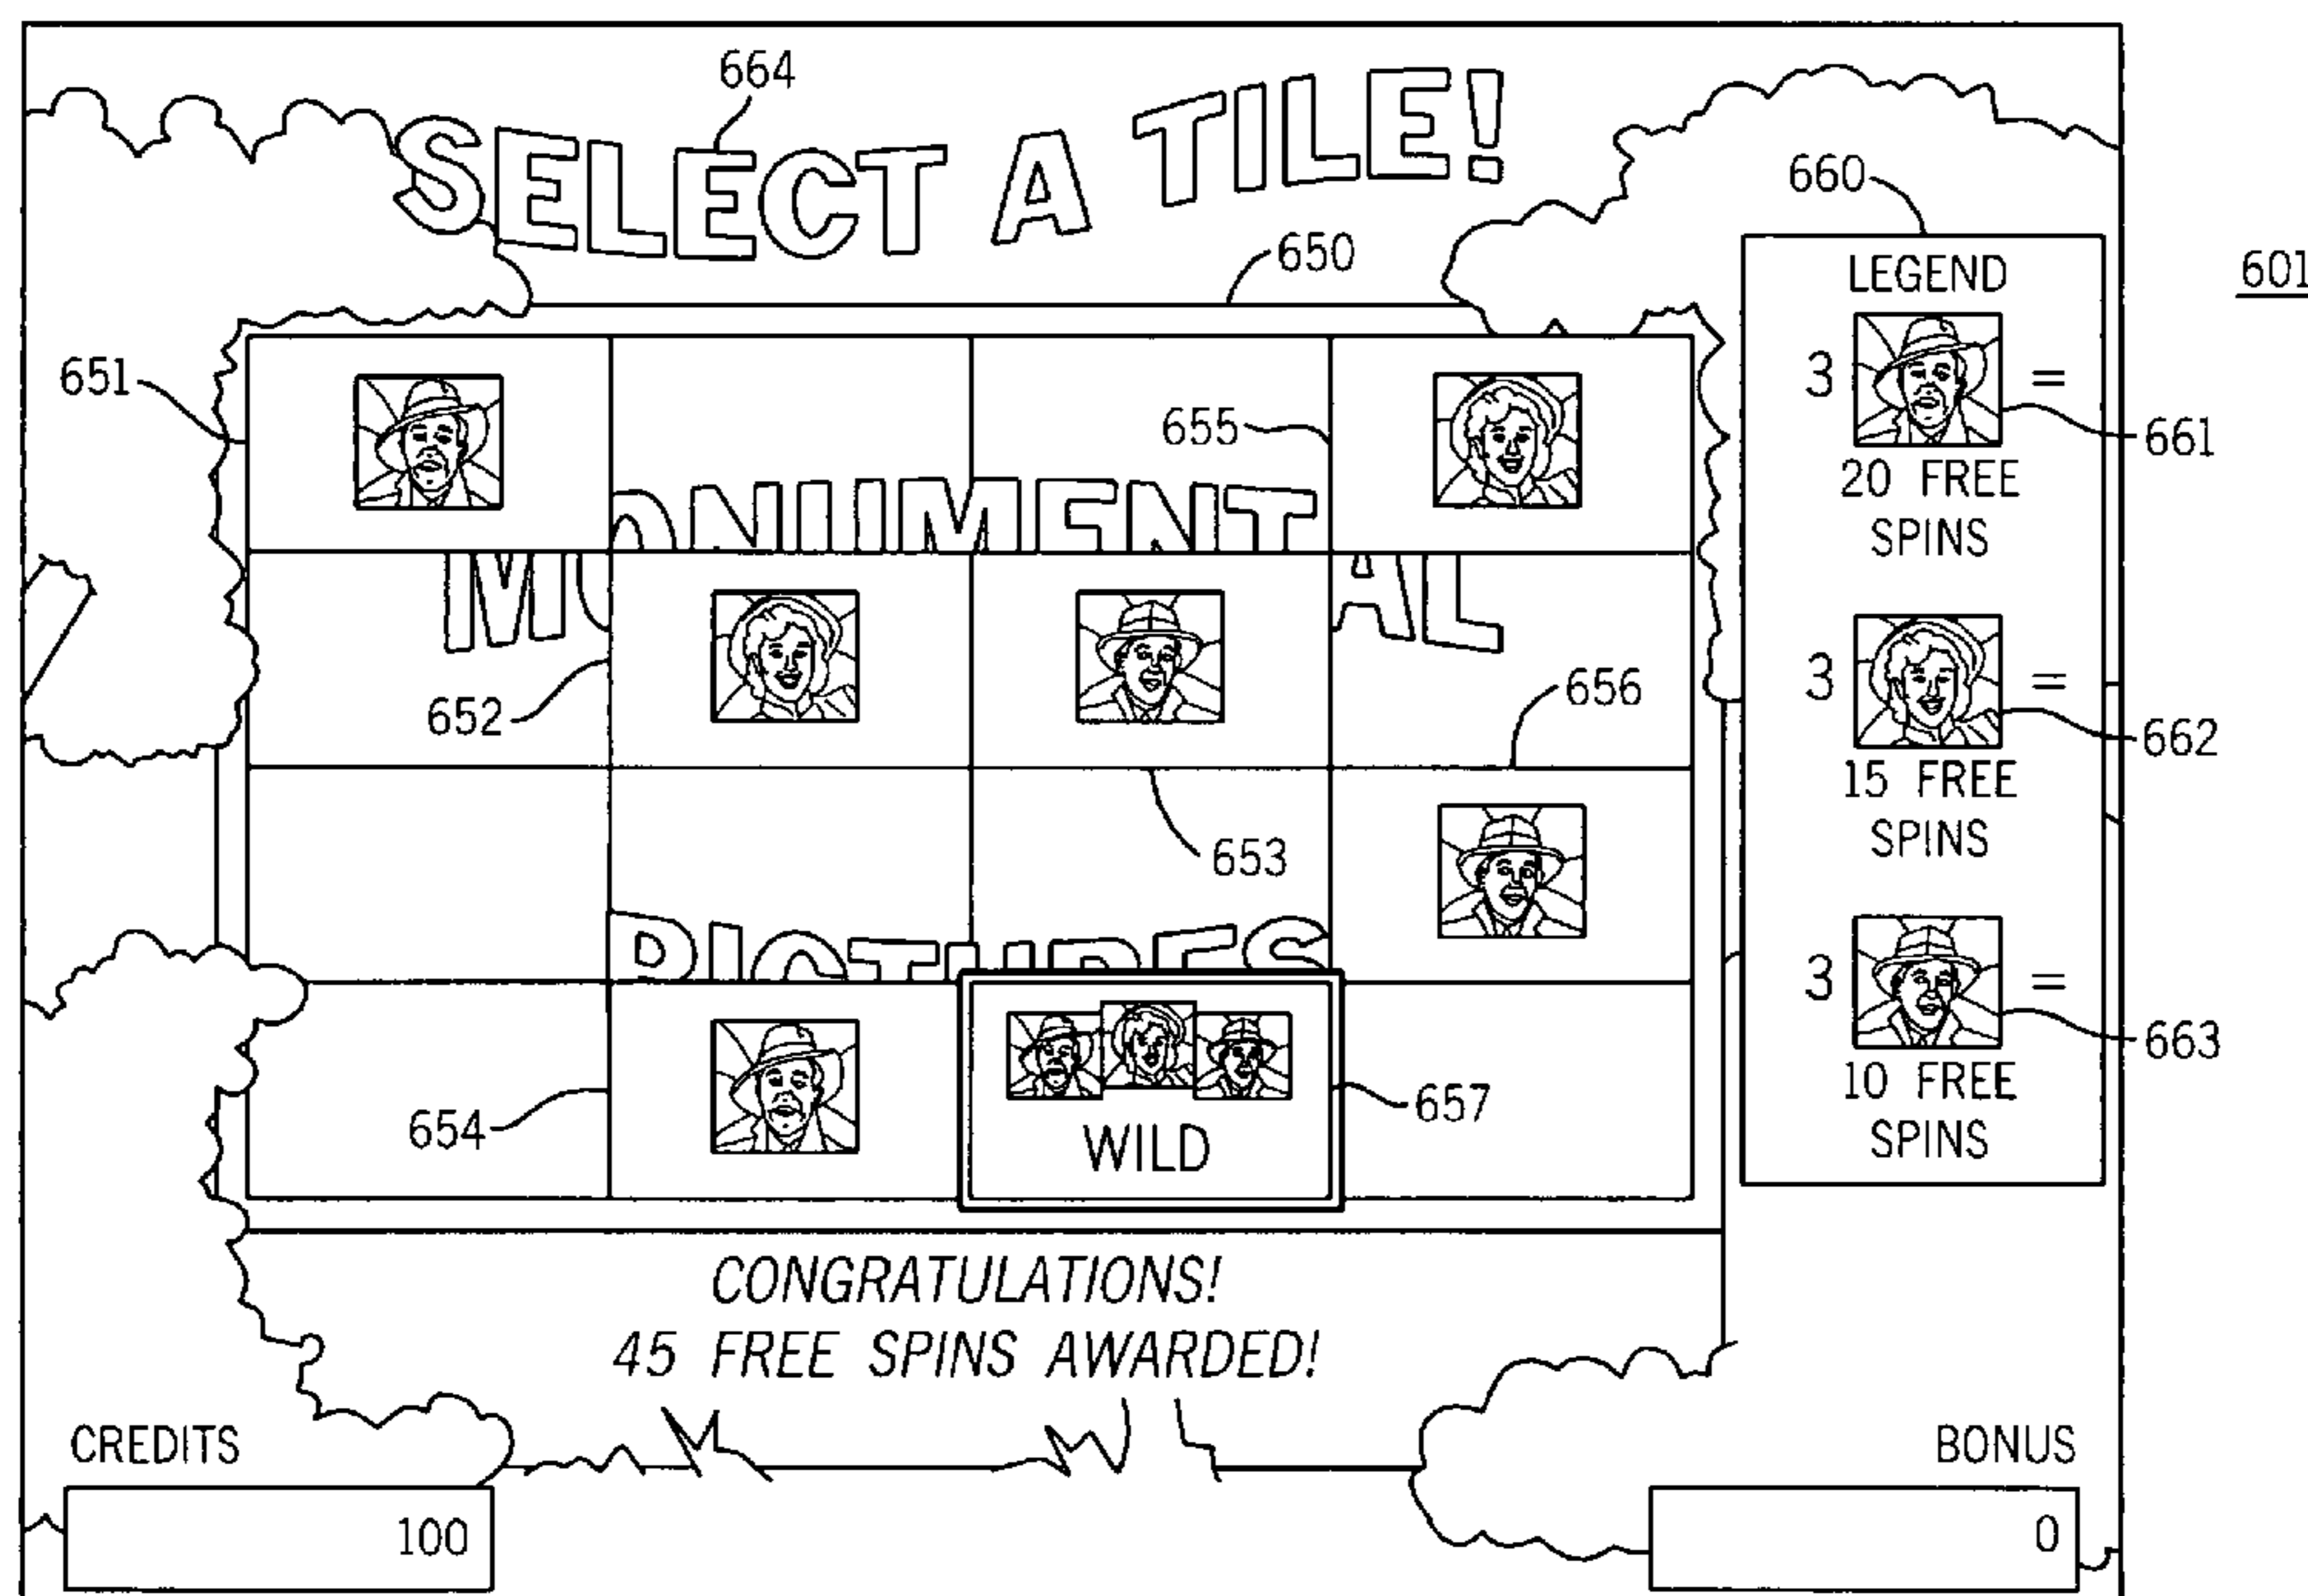 664
SELECT A TILE!
660
650
601
LEGEND
651
3 =
655
661
20 FREE
SPINS
MONUMENTAL
3 =
652
656
662
15 FREE
SPINS
653
PICTURES
3 =
663
10 FREE
SPINS
654
657
WILD
CONGRATULATIONS!
45 FREE SPINS AWARDED!
CREDITS
BONUS
100
0